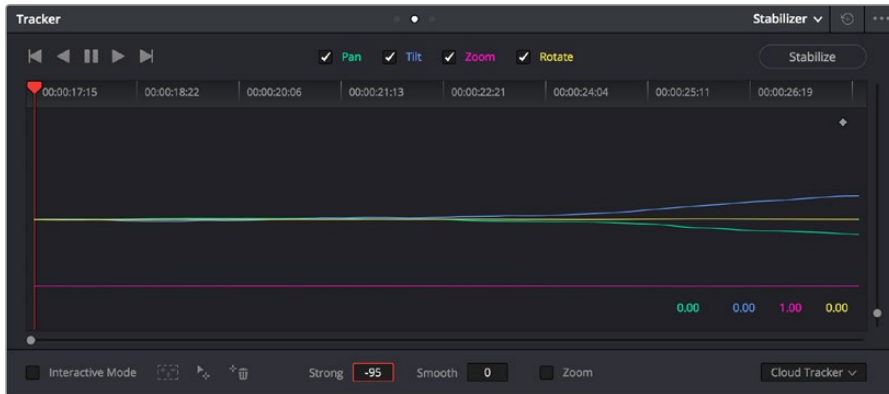 Tracker
Stabilizer
Pan Tilt Zoom Rotate
Stabilize
00:00:17:15 00:00:18:22 00:00:20:06 00:00:21:13 00:00:22:21 00:00:24:04 00:00:25:11 00:00:26:19
0.00 0.00 1.00 0.00
Interactive Mode Strong -95 Smooth 0 Zoom Cloud Tracker